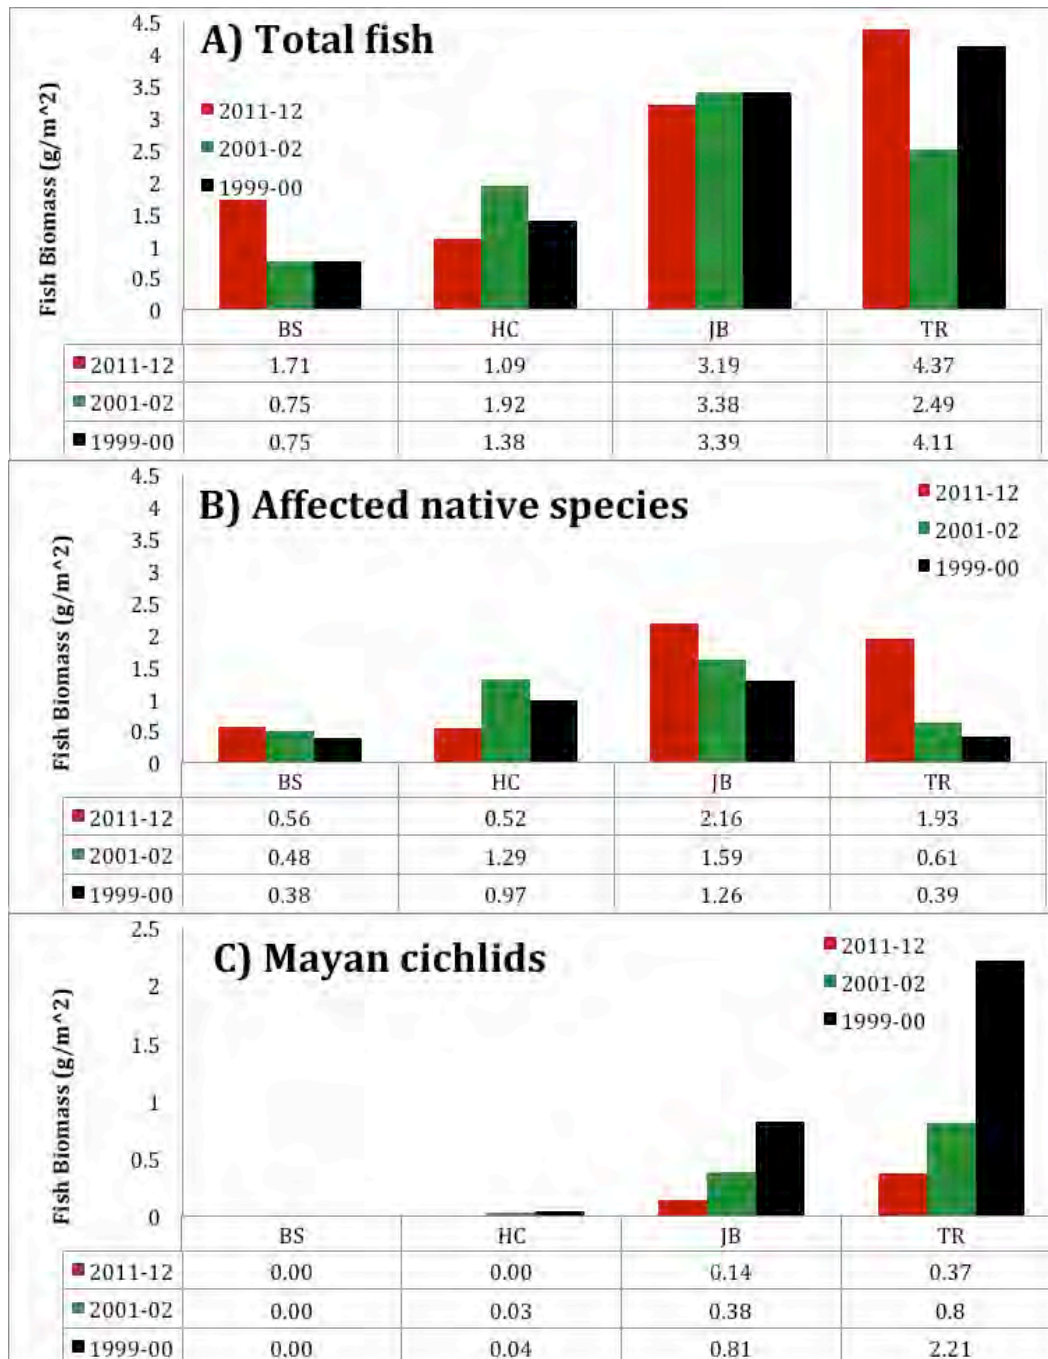 A) Total fish
Fish Biomass (g/m^2)
4.5
4
3.5
3
2.5
2
1.5
1
0.5
0
2011-12
2001-02
1999-00
BS HC JB TR
2011-12 1.71 1.09 3.19 4.37
2001-02 0.75 1.92 3.38 2.49
1999-00 0.75 1.38 3.39 4.11
B) Affected native species
Fish Biomass (g/m^2)
4.5
4
3.5
3
2.5
2
1.5
1
0.5
0
2011-12
2001-02
1999-00
BS HC JB TR
2011-12 0.56 0.52 2.16 1.93
2001-02 0.48 1.29 1.59 0.61
1999-00 0.38 0.97 1.26 0.39
C) Mayan cichlids
Fish Biomass (g/m^2)
2.5
2
1.5
1
0.5
0
2011-12
2001-02
1999-00
BS HC JB TR
2011-12 0.00 0.00 0.14 0.37
2001-02 0.00 0.03 0.38 0.8
1999-00 0.00 0.04 0.81 2.21